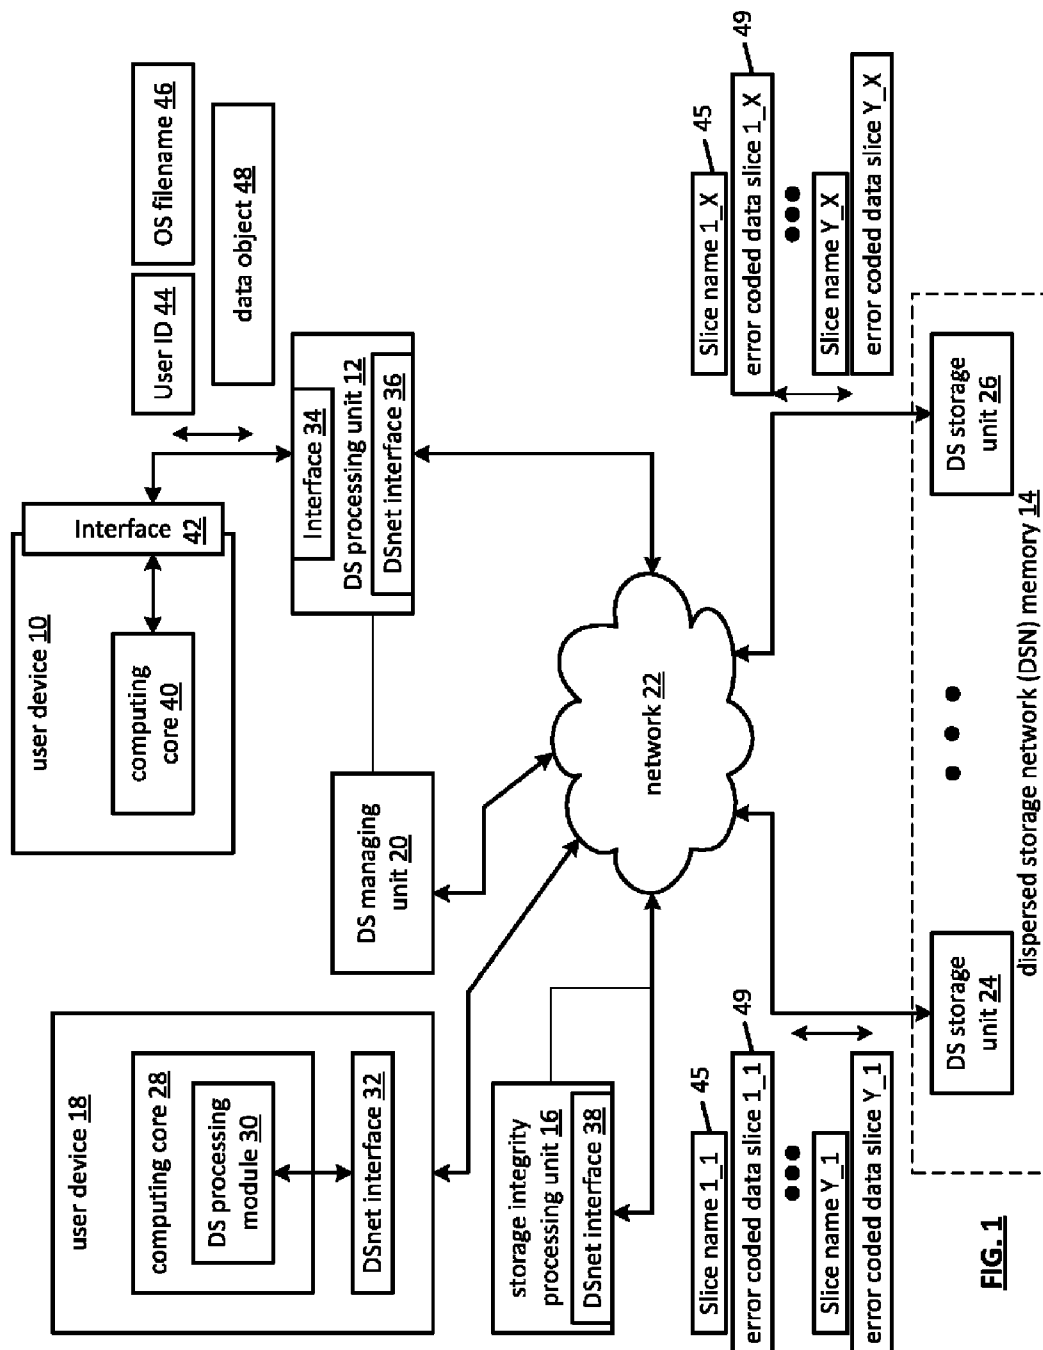 user device 18
computing core 28
DS processing
module 30
DSnet interface 32
user device 10
computing
core 40
Interface
42
User ID 44
OS filename 46
data object 48
DS managing
unit 20
Interface 34
DS processing unit 12
DSnet interface 36
storage integrity
processing unit 16
DSnet interface 38
network 22
45
Slice name 1_1
49
error coded data slice 1_1
Slice name Y_1
error coded data slice Y_1
45
Slice name 1_X
49
error coded data slice 1_X
Slice name Y_X
error coded data slice Y_X
DS storage
unit 24
DS storage
unit 26
dispersed storage network (DSN) memory 14
FIG. 1